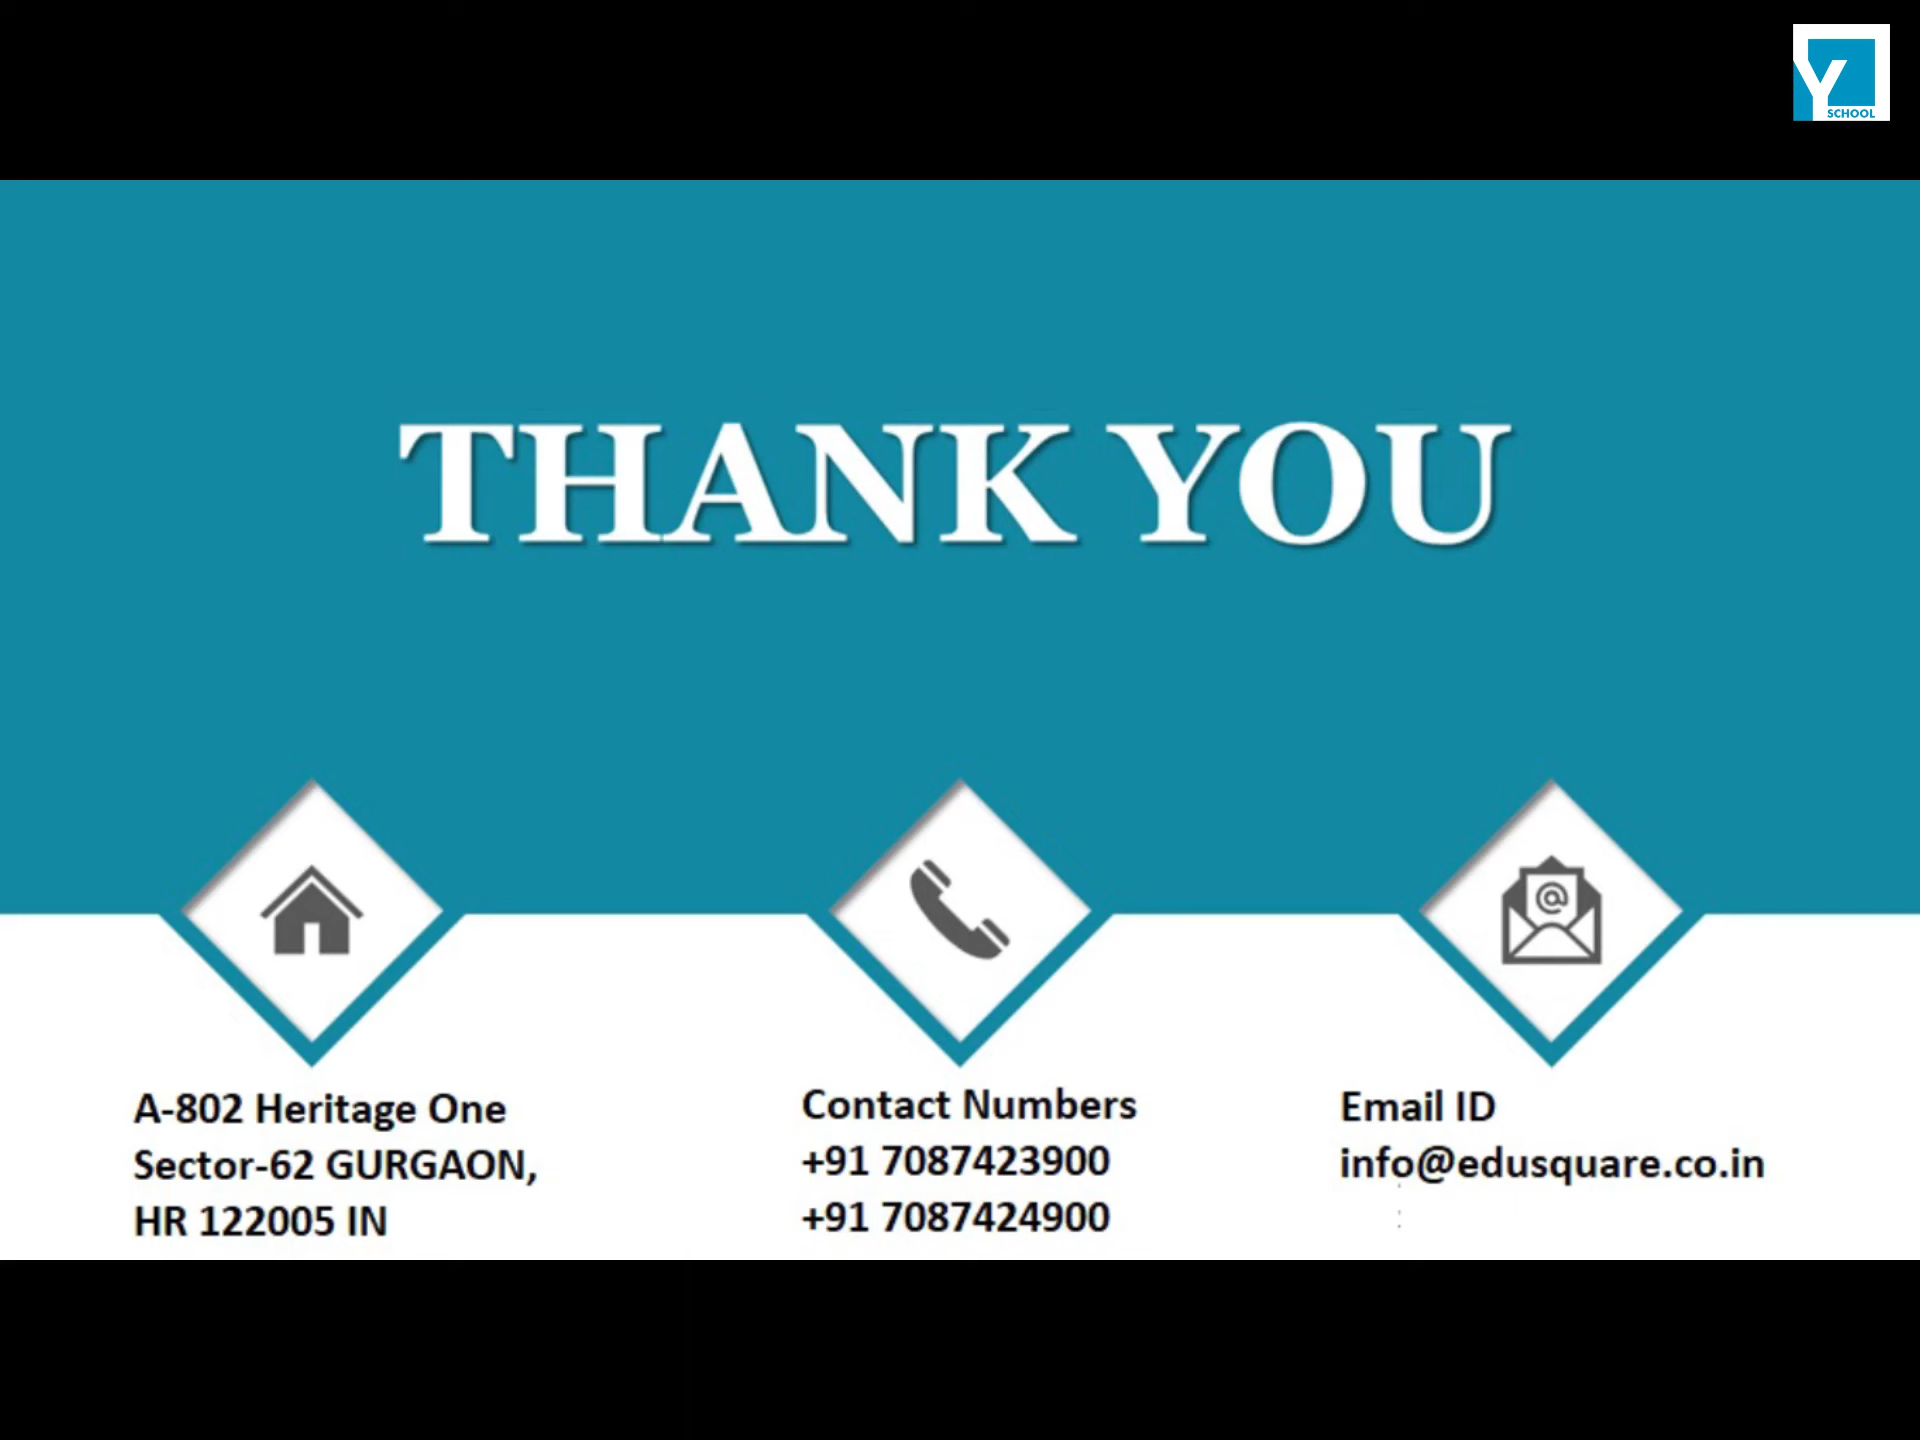 Y SCHOOL
THANK YOU
A-802 Heritage One
Sector-62 GURGAON,
HR 122005 IN
Contact Numbers
+91 7087423900
+91 7087424900
Email ID
info@edusquare.co.in